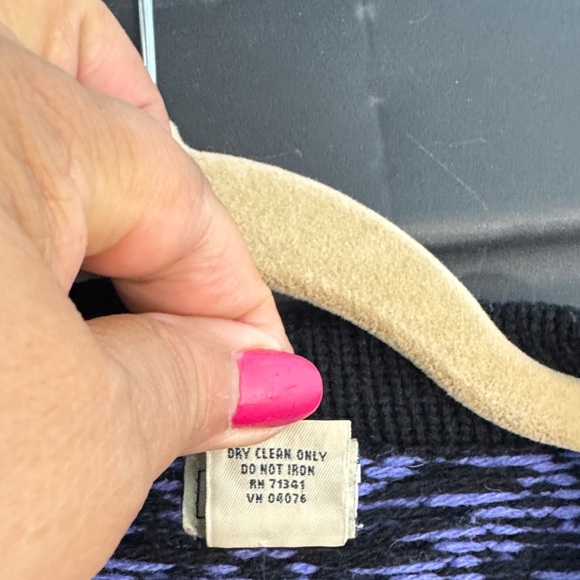 DRY CLEAN ONLY
DO NOT IRON
RN 71341
VN 04076